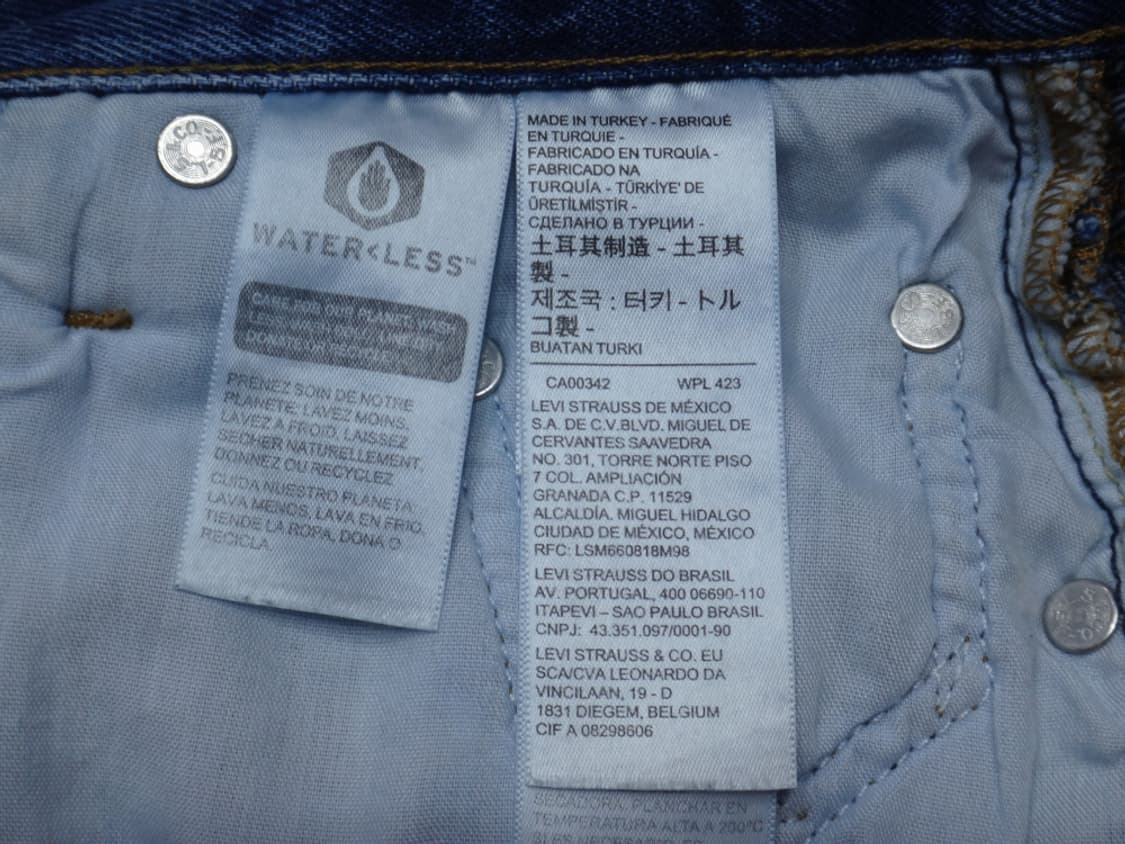 WATER<LESS™
PRENEZ SOIN DE NOTRE
PLANETE: LAVEZ MOINS,
LAVEZ A FROID, LAISSEZ
SECHER NATURELLEMENT,
DONNEZ OU RECYCLEZ
CUIDA NUESTRO PLANETA:
LAVA MENOS, LAVA EN FRIO,
TIENDE LA ROPA, DONA O
RECICLA.
MADE IN TURKEY - FABRIQUÉ
EN TURQUIE -
FABRICADO EN TURQUÍA -
FABRICADO NA
TURQUÍA - TÜRKİYE' DE
ÜRETİLMİŞTİR -
СДЕЛАНО В ТУРЦИИ -
土耳其制造 - 土耳其
製 -
제조국 : 터키 - トル
コ製 -
BUATAN TURKI
CA00342 WPL 423
LEVI STRAUSS DE MÉXICO
S.A. DE C.V.BLVD. MIGUEL DE
CERVANTES SAAVEDRA
NO. 301, TORRE NORTE PISO
7 COL. AMPLIACIÓN
GRANADA C.P. 11529
ALCALDÍA. MIGUEL HIDALGO
CIUDAD DE MÉXICO, MÉXICO
RFC: LSM660818M98
LEVI STRAUSS DO BRASIL
AV. PORTUGAL, 400 06690-110
ITAPEVI – SAO PAULO BRASIL
CNPJ: 43.351.097/0001-90
LEVI STRAUSS & CO. EU
SCA/CVA LEONARDO DA
VINCILAAN, 19 - D
1831 DIEGEM, BELGIUM
CIF A 08298606
SECADORA, PLANCHAR EN
TEMPERATURA ALTA A 200°C